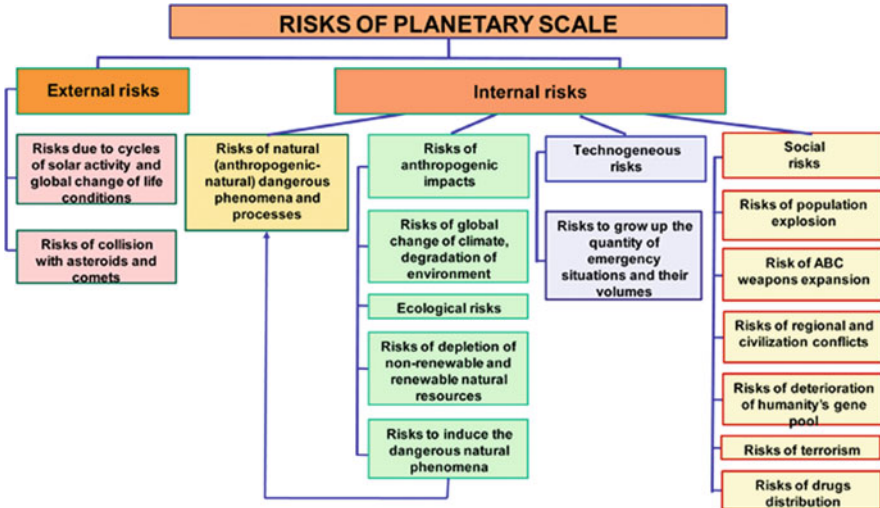 RISKS OF PLANETARY SCALE
External risks
Internal risks
Risks due to cycles
of solar activity and
global change of life
conditions
Risks of collision
with asteroids and
comets
Risks of natural
(anthropogenic-
natural) dangerous
phenomena and
processes
Risks of
anthropogenic
impacts
Risks of global
change of climate,
degradation of
environment
Ecological risks
Risks of depletion of
non-renewable and
renewable natural
resources
Risks to induce the
dangerous natural
phenomena
Technogeneous
risks
Risks to grow up the
quantity of
emergency
situations and their
volumes
Social
risks
Risks of population
explosion
Risk of ABC
weapons expansion
Risks of regional and
civilization conflicts
Risks of deterioration
of humanity's gene
pool
Risks of terrorism
Risks of drugs
distribution